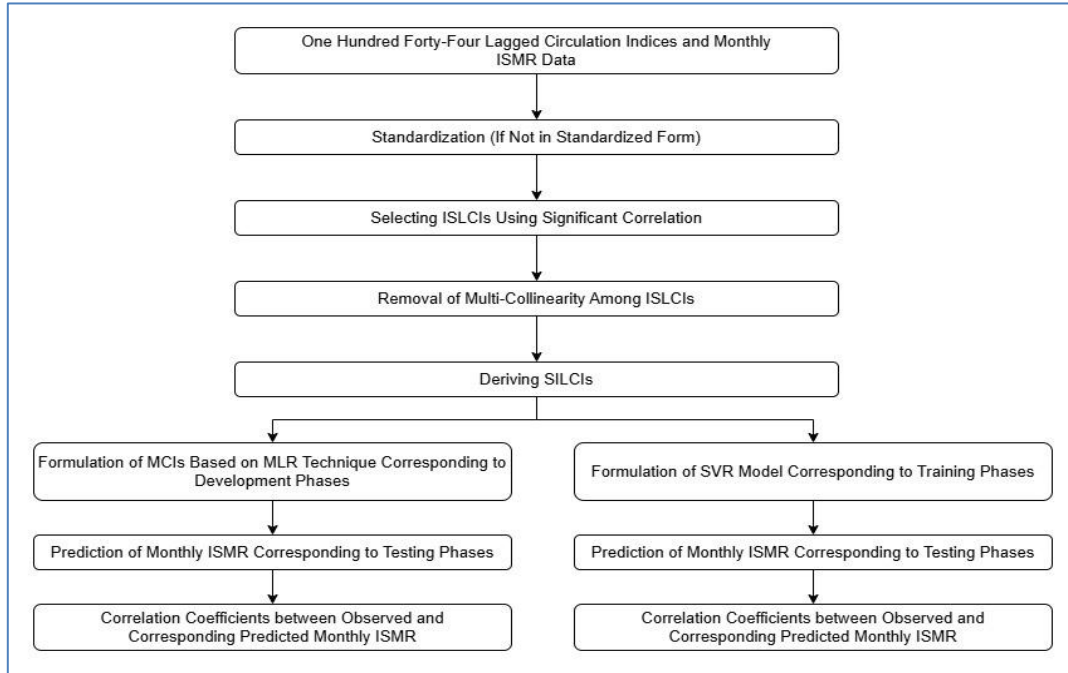 One Hundred Forty-Four Lagged Circulation Indices and Monthly
ISMR Data
Standardization (If Not in Standardized Form)
Selecting ISLCIs Using Significant Correlation
Removal of Multi-Collinearity Among ISLCIs
Deriving SILCIs
Formulation of MCIs Based on MLR Technique Corresponding to
Development Phases
Prediction of Monthly ISMR Corresponding to Testing Phases
Correlation Coefficients between Observed and
Corresponding Predicted Monthly ISMR
Formulation of SVR Model Corresponding to Training Phases
Prediction of Monthly ISMR Corresponding to Testing Phases
Correlation Coefficients between Observed and
Corresponding Predicted Monthly ISMR